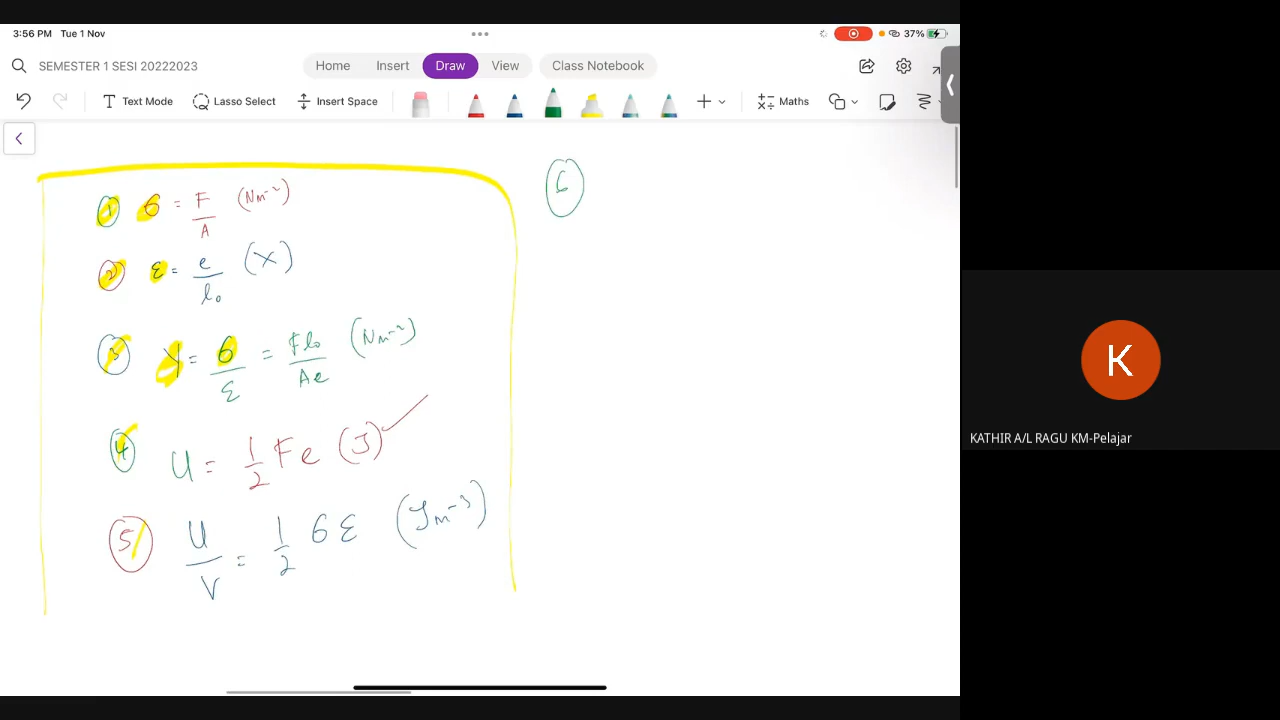 3:56 PM Tue 1 Nov
37%
SEMESTER 1 SESI 20222023
Home Insert Draw View Class Notebook
Text Mode Lasso Select Insert Space Maths
① σ = F/A (Nm⁻²)
② ε = e/l₀ (X)
③ Y = σ/ε = Fl₀/Ae (Nm⁻²)
④ U = 1/2 Fe (J) ✓
⑤ U/V = 1/2 σε (Jm⁻³)
⑥
K
KATHIR A/L RAGU KM-Pelajar